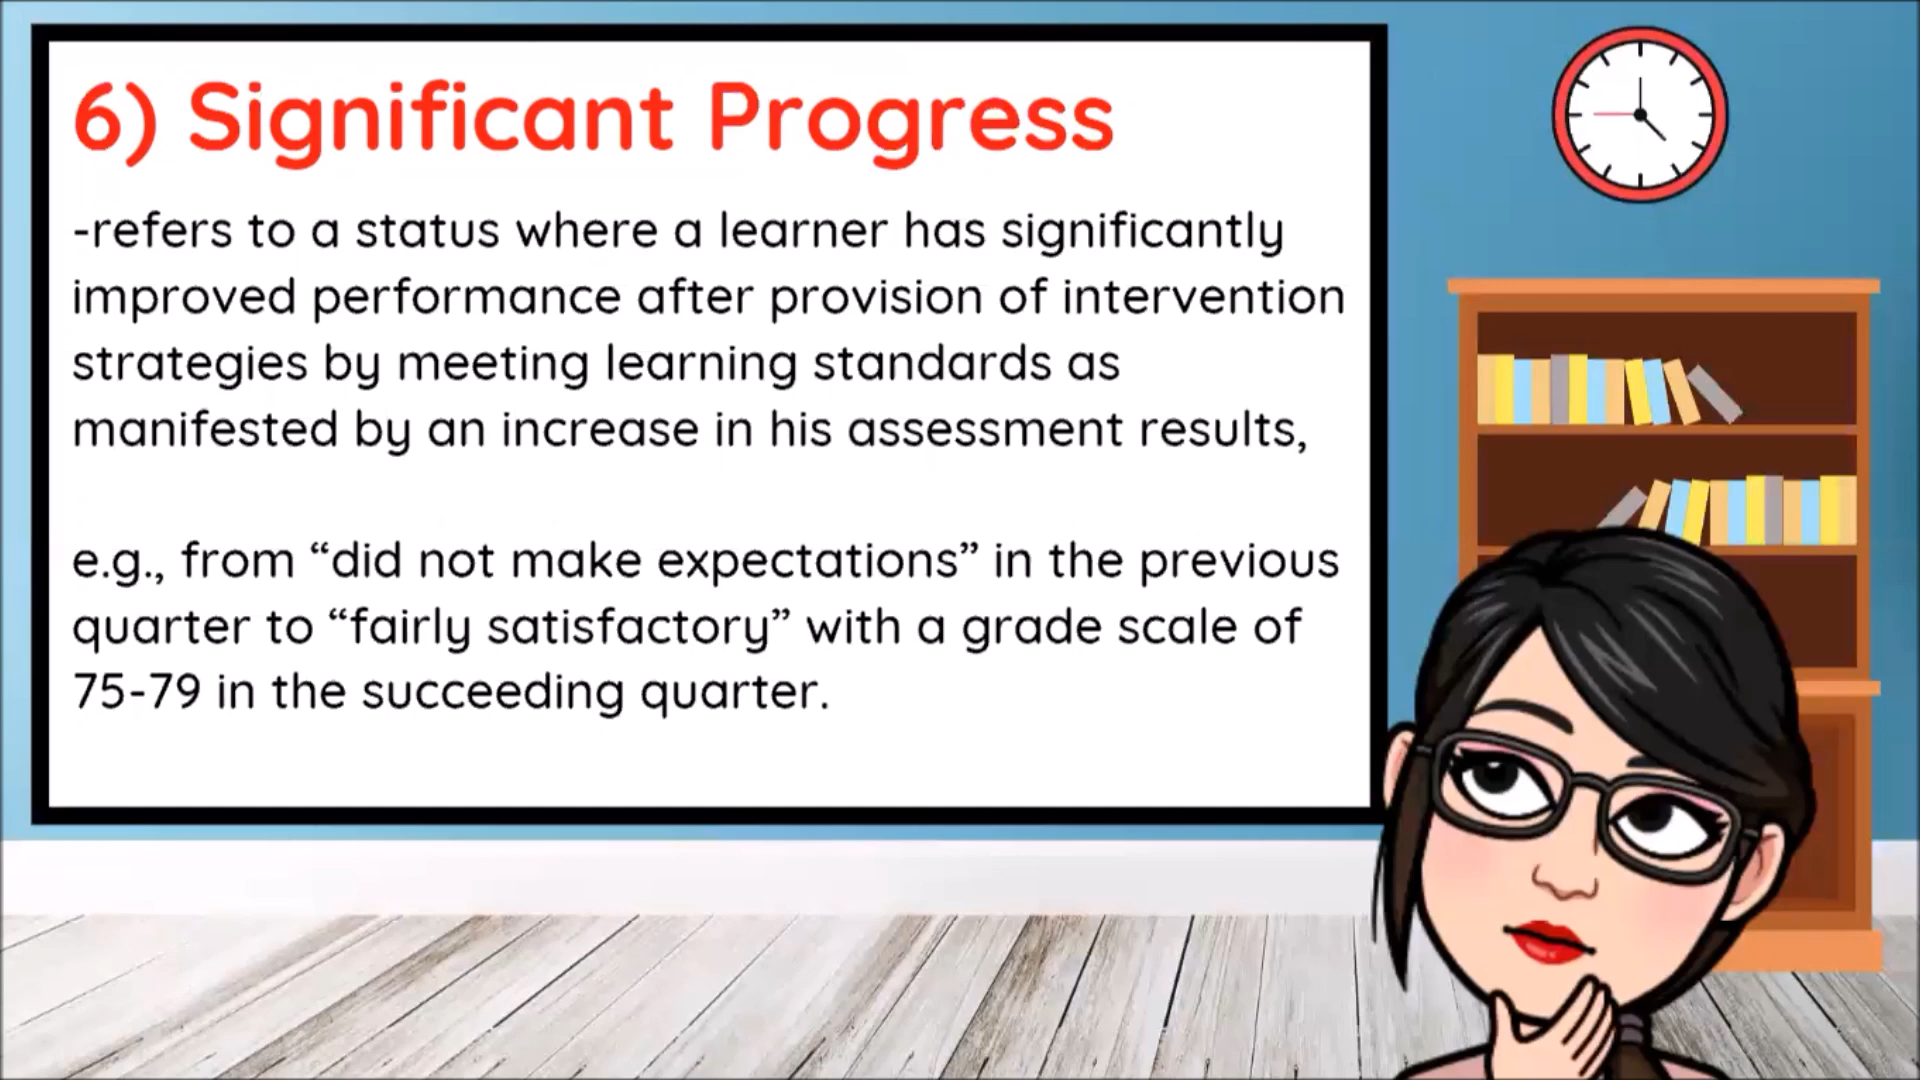 6) Significant Progress
-refers to a status where a learner has significantly
improved performance after provision of intervention
strategies by meeting learning standards as
manifested by an increase in his assessment results,
e.g., from “did not make expectations” in the previous
quarter to “fairly satisfactory” with a grade scale of
75-79 in the succeeding quarter.